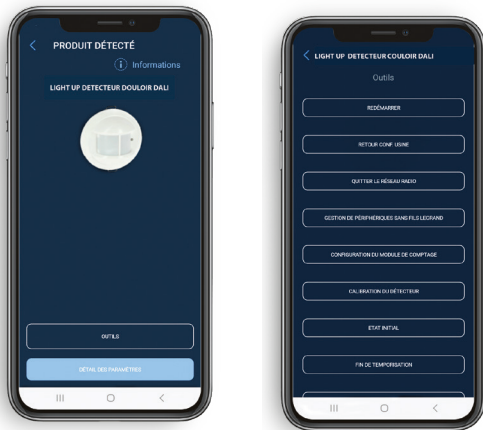 PRODUIT DÉTECTÉ
Informations
LIGHT UP DETECTEUR DOULOIR DALI
OUTILS
DÉTAIL DES PARAMÈTRES
LIGHT UP DETECTEUR COULOIR DALI
Outils
REDÉMARRER
RETOUR CONF. USINE
QUITTER LE RÉSEAU RADIO
GESTION DE PÉRIPHÉRIQUES SANS FILS LEGRAND
CONFIGURATION DU MODULE DE COMPTAGE
CALIBRATION DU DÉTECTEUR
ETAT INITIAL
FIN DE TEMPORISATION